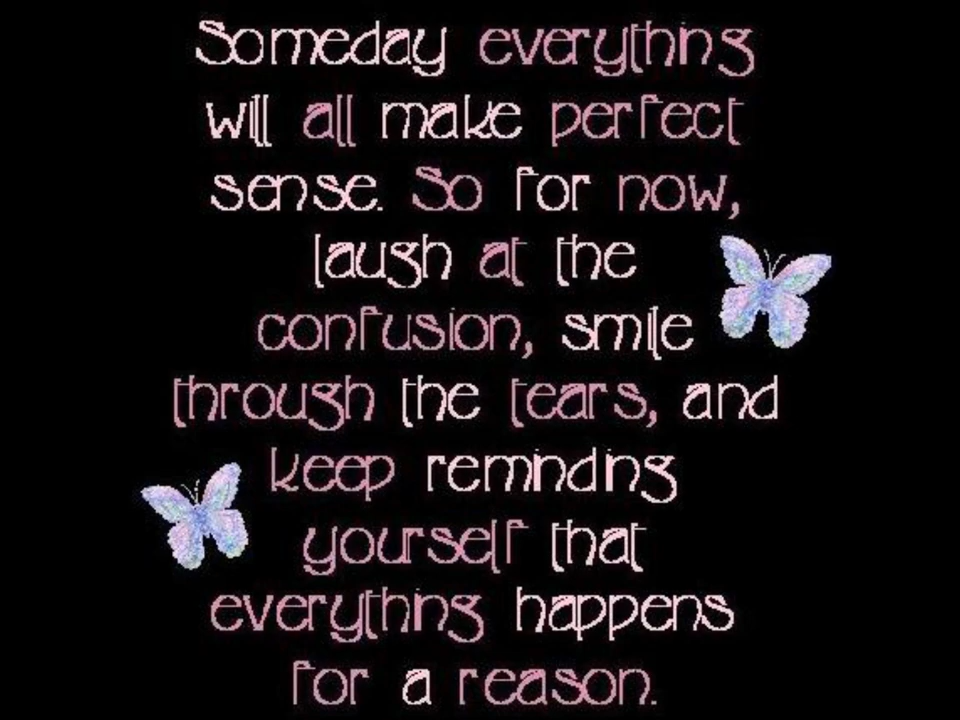 Someday everything
will all make perfect
sense. So for now,
laugh at the
confusion, smile
through the tears, and
keep reminding
yourself that
everything happens
for a reason.